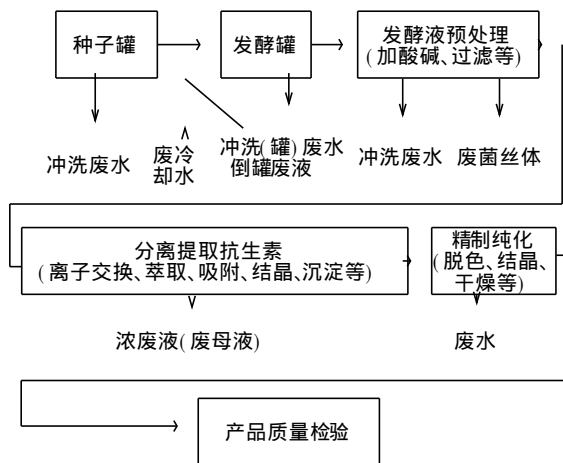 种子罐
发酵罐
发酵液预处理
(加酸碱、过滤等)
冲洗废水
废冷
却水
冲洗(罐)废水
倒罐废液
冲洗废水
废菌丝体
分离提取抗生素
(离子交换、萃取、吸附、结晶、沉淀等)
精制纯化
(脱色、结晶、
干燥等)
浓废液(废母液)
废水
产品质量检验